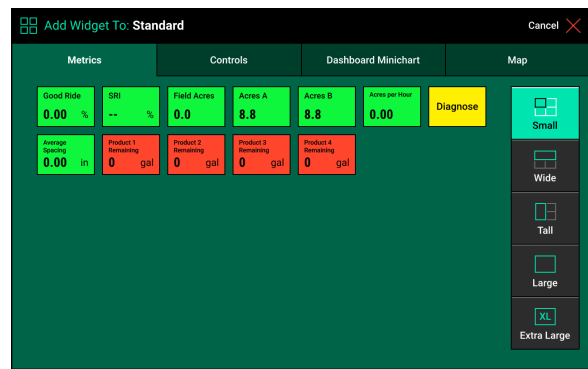 Add Widget To: Standard
Cancel
Metrics
Controls
Dashboard Minichart
Map
Good Ride
0.00 %
SRI
-- %
Field Acres
0.0
Acres A
8.8
Acres B
8.8
Acres per Hour
0.00
Diagnose
Average
Spacing
0.00 in
Product 1
Remaining
0 gal
Product 2
Remaining
0 gal
Product 3
Remaining
0 gal
Product 4
Remaining
0 gal
Small
Wide
Tall
Large
XL
Extra Large